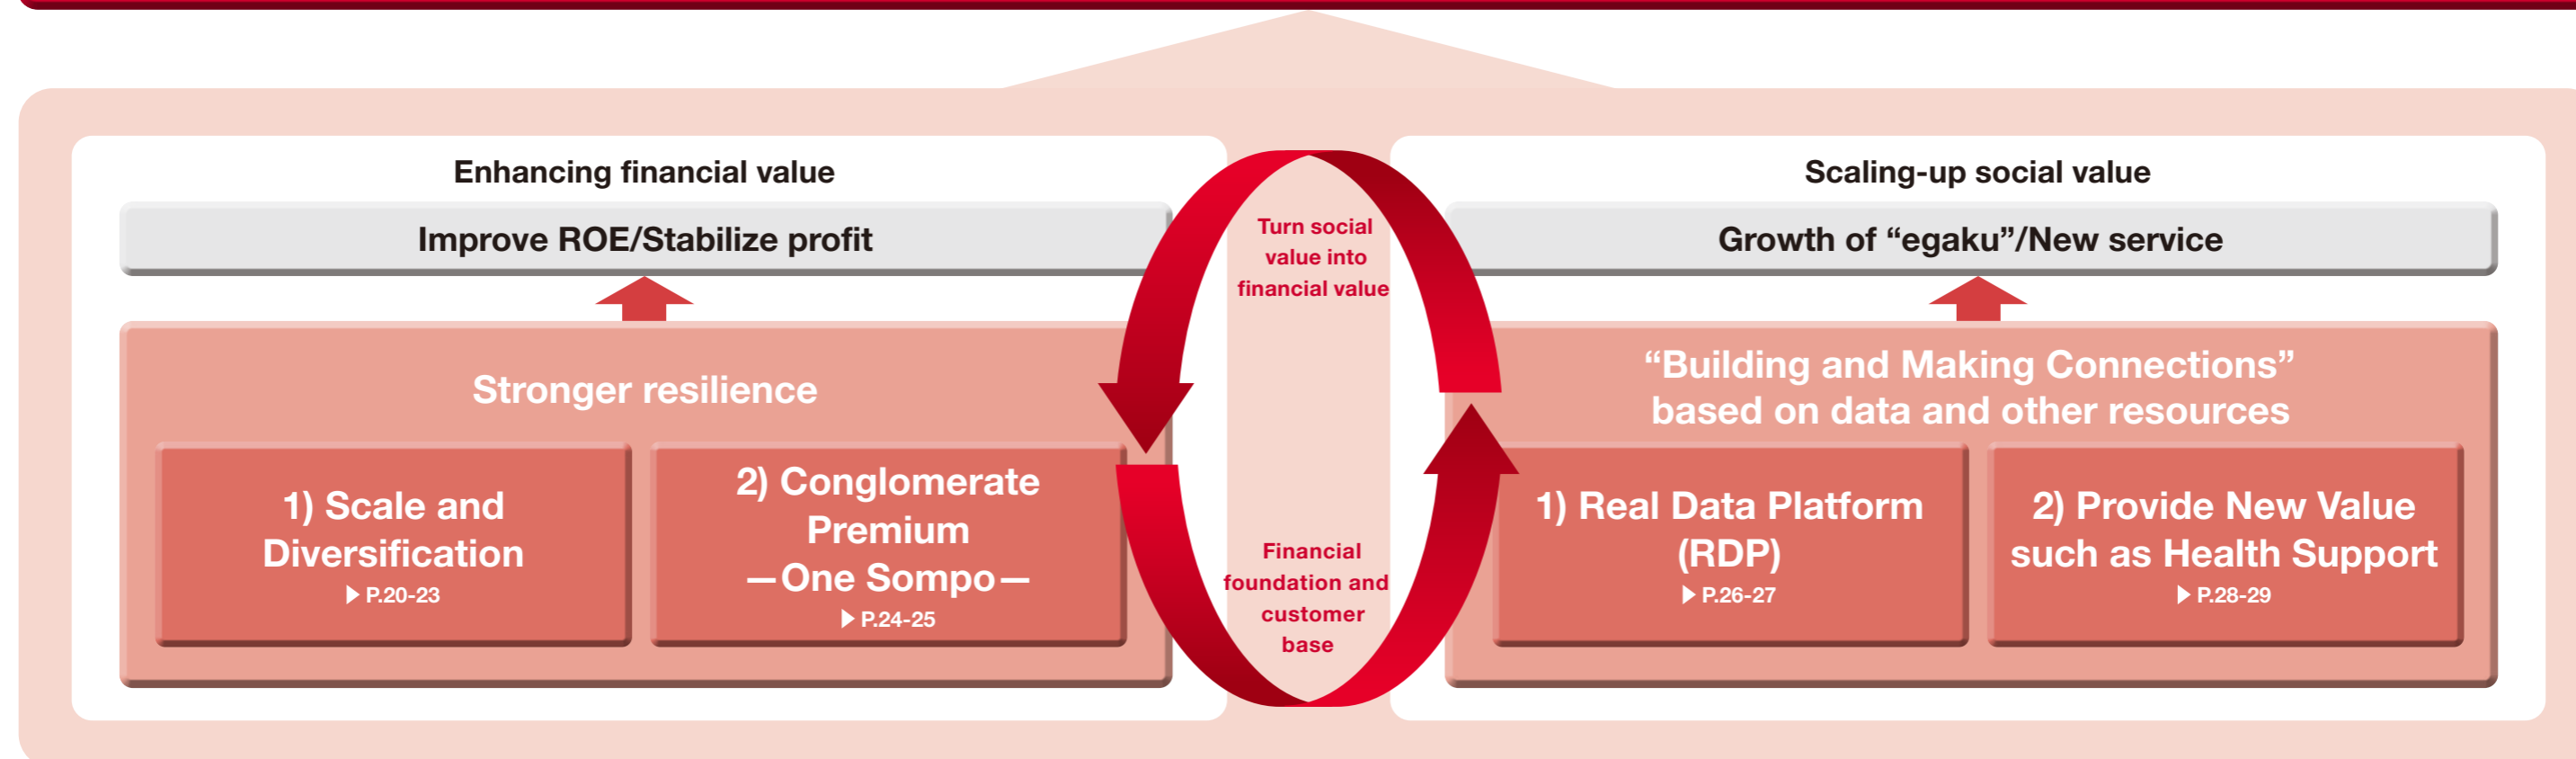 Enhancing financial value
Improve ROE/Stabilize profit
Stronger resilience
1) Scale and
Diversification
▶ P.20-23
2) Conglomerate
Premium
—One Sompo—
▶ P.24-25
Turn social
value into
financial value
Financial
foundation and
customer
base
Scaling-up social value
Growth of “egaku”/New service
“Building and Making Connections”
based on data and other resources
1) Real Data Platform
(RDP)
▶ P.26-27
2) Provide New Value
such as Health Support
▶ P.28-29